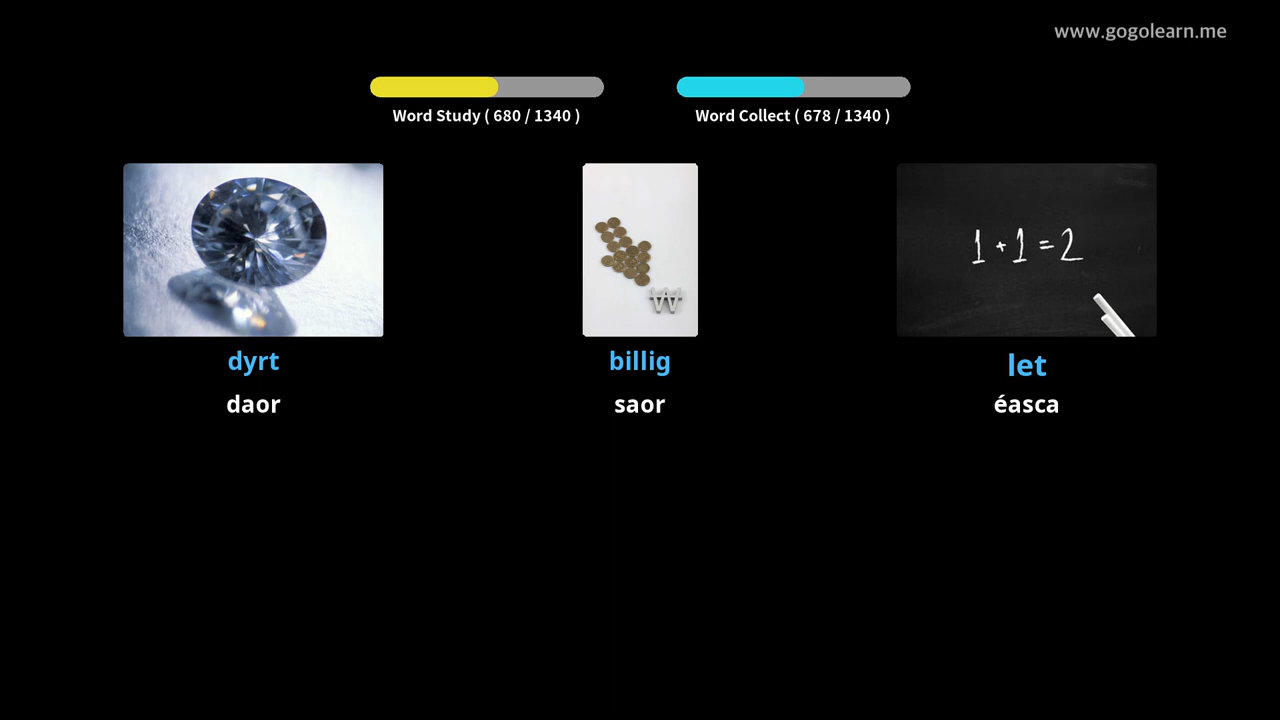 www.gogolearn.me
Word Study ( 680 / 1340 )
Word Collect ( 678 / 1340 )
1 + 1 = 2
₩
dyrt
billig
let
daor
saor
éasca